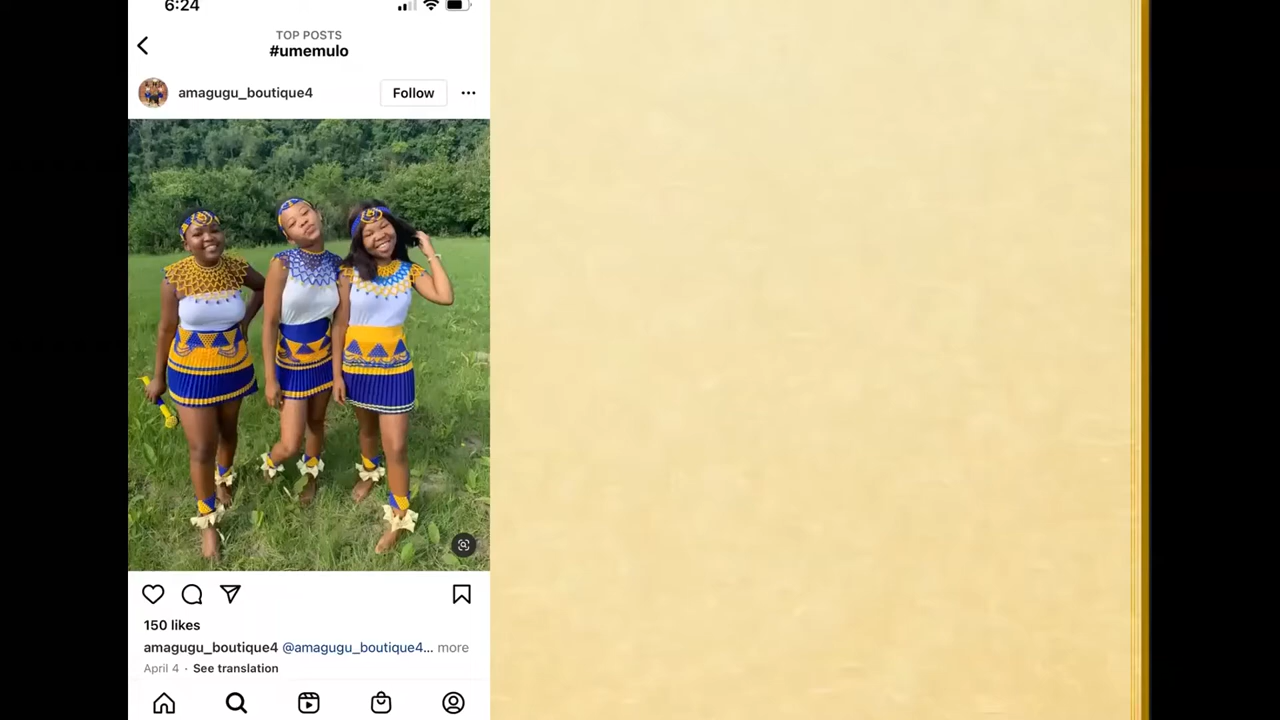 6:24
TOP POSTS
#umemulo
amagugu_boutique4
Follow
150 likes
amagugu_boutique4 @amagugu_boutique4... more
April 4 · See translation